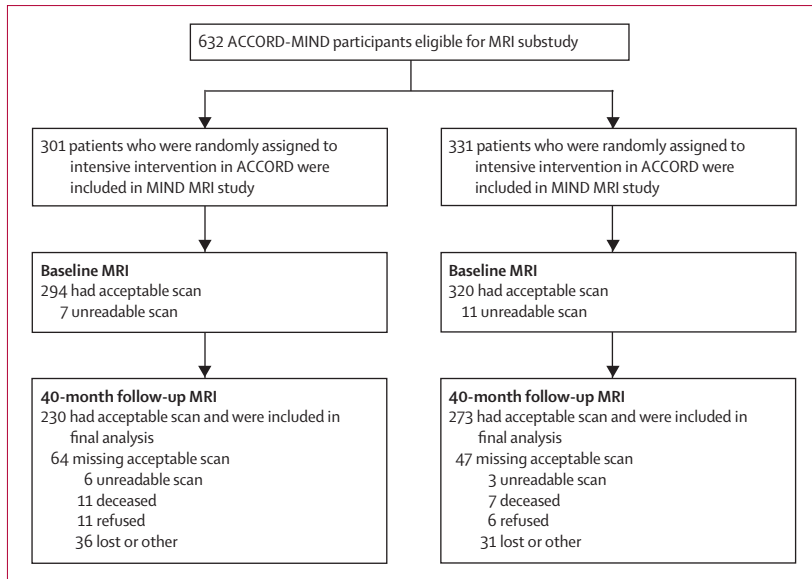 632 ACCORD-MIND participants eligible for MRI substudy
301 patients who were randomly assigned to
intensive intervention in ACCORD were
included in MIND MRI study
331 patients who were randomly assigned to
intensive intervention in ACCORD were
included in MIND MRI study
Baseline MRI
294 had acceptable scan
7 unreadable scan
Baseline MRI
320 had acceptable scan
11 unreadable scan
40-month follow-up MRI
230 had acceptable scan and were included in
final analysis
64 missing acceptable scan
6 unreadable scan
11 deceased
11 refused
36 lost or other
40-month follow-up MRI
273 had acceptable scan and were included in
final analysis
47 missing acceptable scan
3 unreadable scan
7 deceased
6 refused
31 lost or other